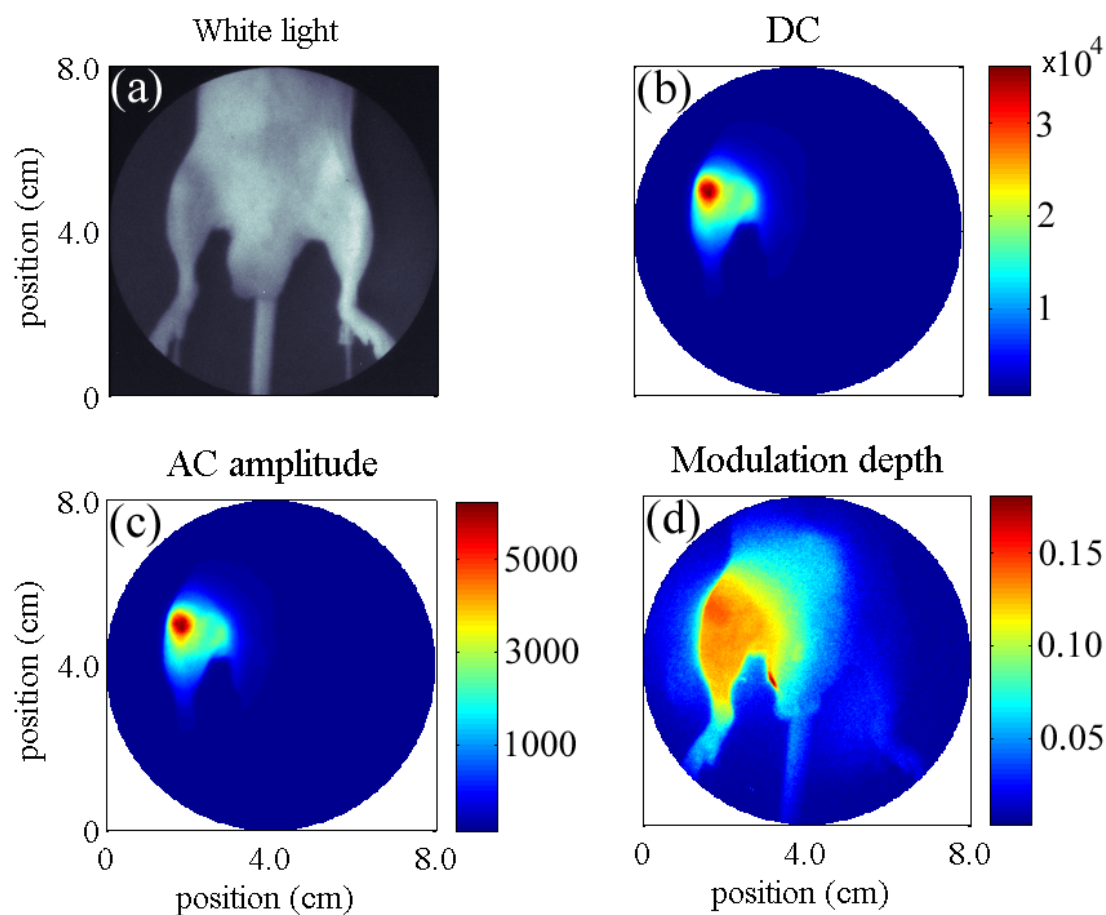 White light
DC
8.0
(a)
(b)
x10⁴
3
position (cm)
4.0
2
1
0
AC amplitude
Modulation depth
8.0
(c)
(d)
5000
0.15
position (cm)
4.0
3000
0.10
1000
0.05
0
0 4.0 8.0
0 4.0 8.0
position (cm)
position (cm)